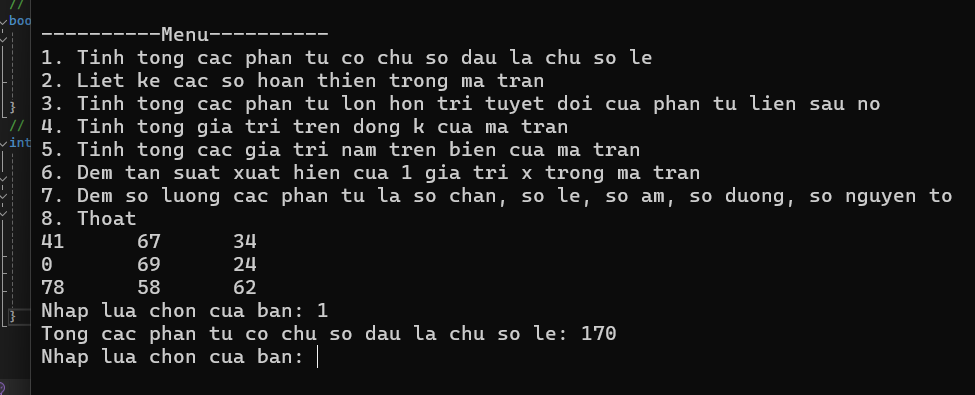 //
boo
}
//
int
}
----------Menu----------
1. Tinh tong cac phan tu co chu so dau la chu so le
2. Liet ke cac so hoan thien trong ma tran
3. Tinh tong cac phan tu lon hon tri tuyet doi cua phan tu lien sau no
4. Tinh tong gia tri tren dong k cua ma tran
5. Tinh tong cac gia tri nam tren bien cua ma tran
6. Dem tan suat xuat hien cua 1 gia tri x trong ma tran
7. Dem so luong cac phan tu la so chan, so le, so am, so duong, so nguyen to
8. Thoat
41 67 34
0 69 24
78 58 62
Nhap lua chon cua ban: 1
Tong cac phan tu co chu so dau la chu so le: 170
Nhap lua chon cua ban: